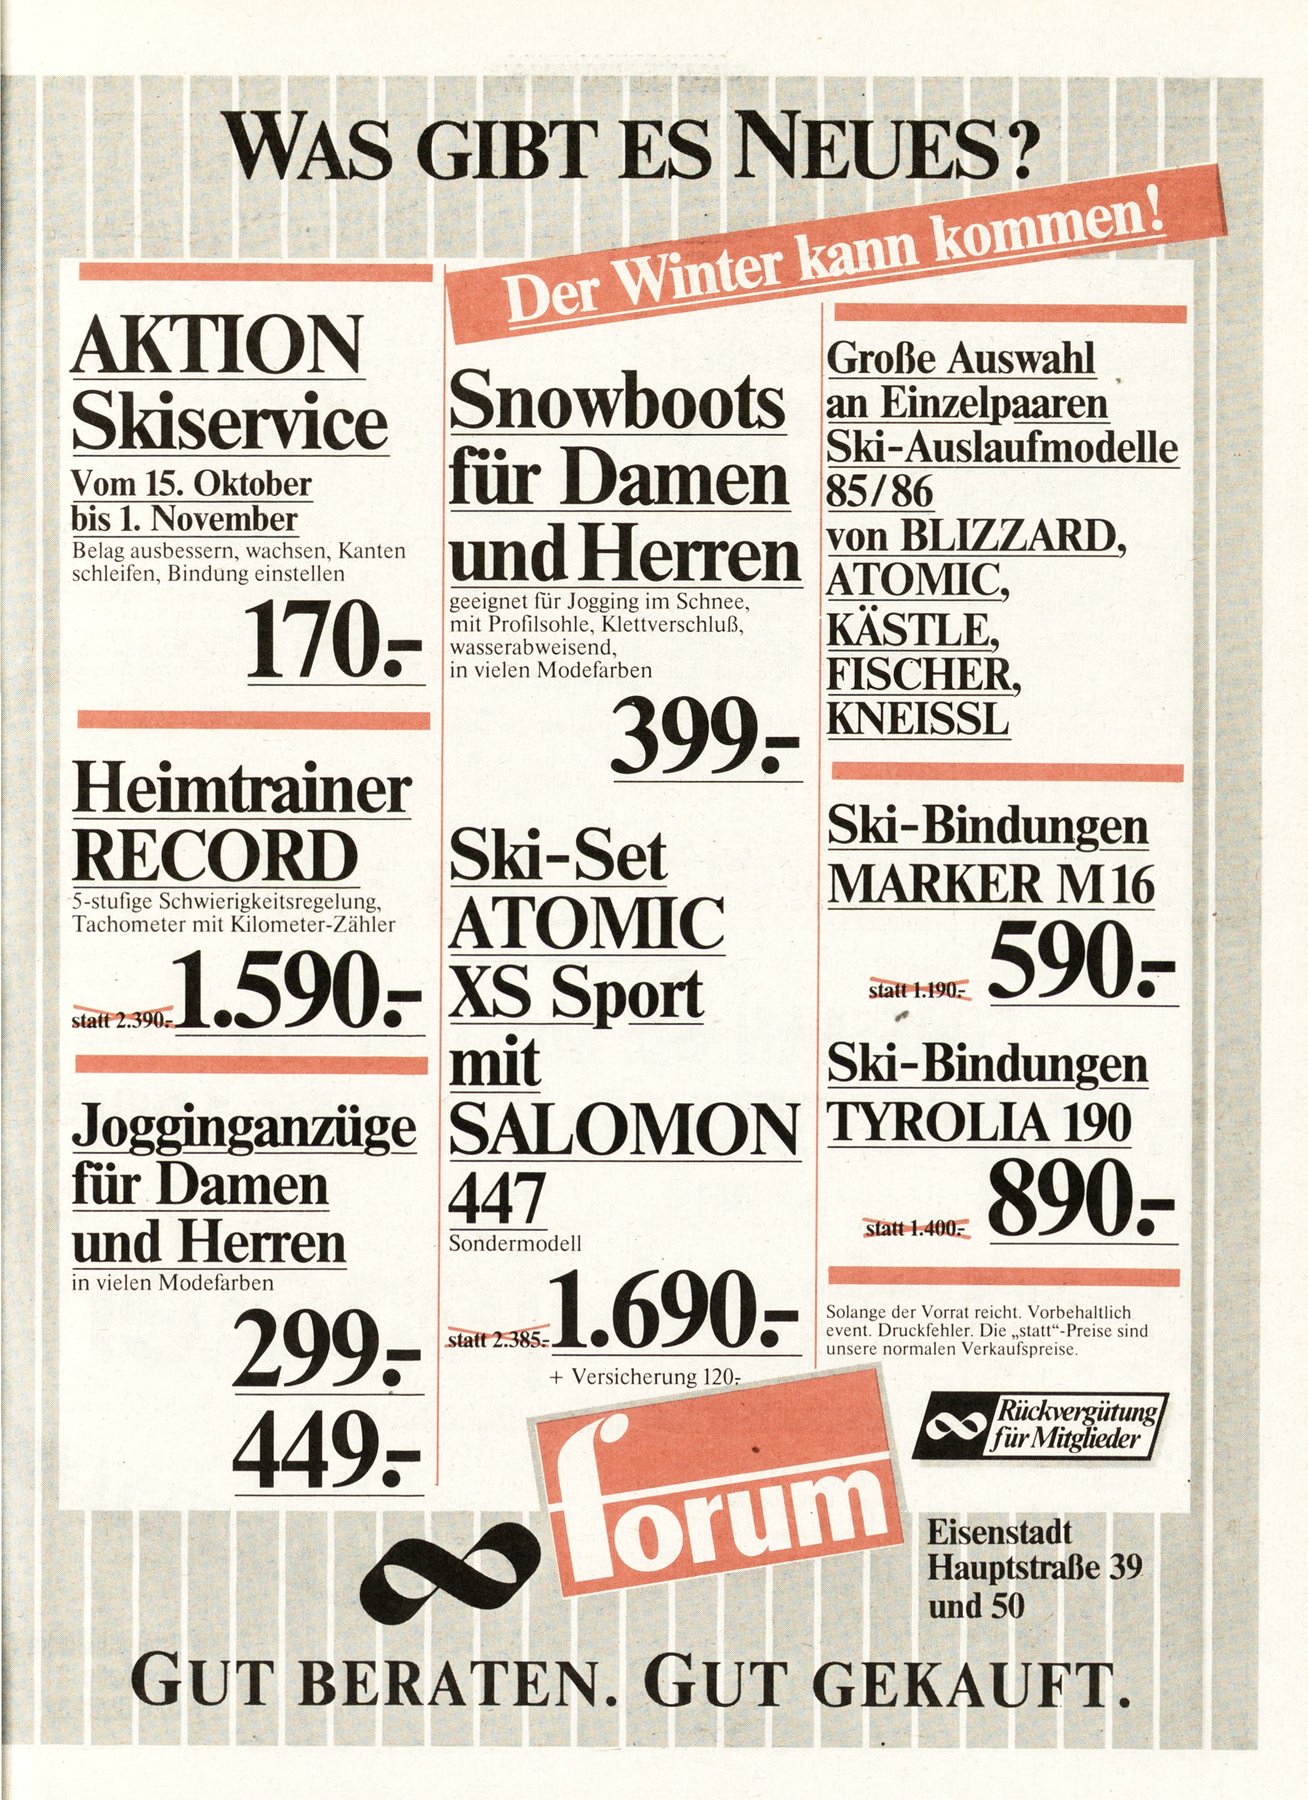 WAS GIBT ES NEUES?
Der Winter kann kommen!
AKTION
Skiservice
Vom 15. Oktober
bis 1. November
Belag ausbessern, wachsen, Kanten
schleifen, Bindung einstellen
170.-
Heimtrainer
RECORD
5-stufige Schwierigkeitsregelung,
Tachometer mit Kilometer-Zähler
statt 2.390.- 1.590.-
Jogginganzüge
für Damen
und Herren
in vielen Modefarben
299.-
449.-
Snowboots
für Damen
und Herren
geeignet für Jogging im Schnee,
mit Profilsohle, Klettverschluß,
wasserabweisend,
in vielen Modefarben
399.-
Ski-Set
ATOMIC
XS Sport
mit
SALOMON
447
Sondermodell
statt 2.385.- 1.690.-
+ Versicherung 120.-
Große Auswahl
an Einzelpaaren
Ski-Auslaufmodelle
85/86
von BLIZZARD,
ATOMIC,
KÄSTLE,
FISCHER,
KNEISSL
Ski-Bindungen
MARKER M16
statt 1.190.- 590.-
Ski-Bindungen
TYROLIA 190
statt 1.400.- 890.-
Solange der Vorrat reicht. Vorbehaltlich
event. Druckfehler. Die „statt“-Preise sind
unsere normalen Verkaufspreise.
Rückvergütung
für Mitglieder
forum
Eisenstadt
Hauptstraße 39
und 50
GUT BERATEN. GUT GEKAUFT.